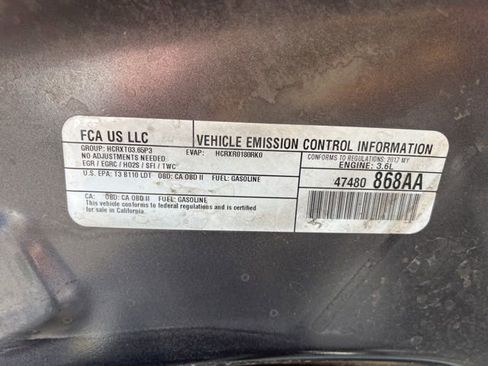 FCA US LLC
VEHICLE EMISSION CONTROL INFORMATION
GROUP: HCRXT03.65P3
EVAP: HCRXR0180RK0
NO ADJUSTMENTS NEEDED
EGR / EGRC / HO2S / SFI / TWC
CONFORMS TO REGULATIONS: 2017 MY
ENGINE: 3.6L
U.S. EPA: T3 B110 LDT OBD: CA OBD II FUEL: GASOLINE
47480 868AA
CA: OBD: CA OBD II FUEL: GASOLINE
This vehicle conforms to federal regulations and is certified
for sale in California.